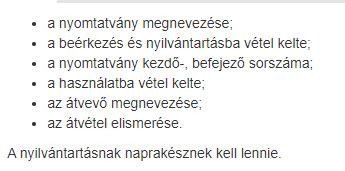 • a nyomtatvány megnevezése;
• a beérkezés és nyilvántartásba vétel kelte;
• a nyomtatvány kezdő-, befejező sorszáma;
• a használatba vétel kelte;
• az átvevő megnevezése;
• az átvétel elismerése.
A nyilvántartásnak naprakésznek kell lennie.